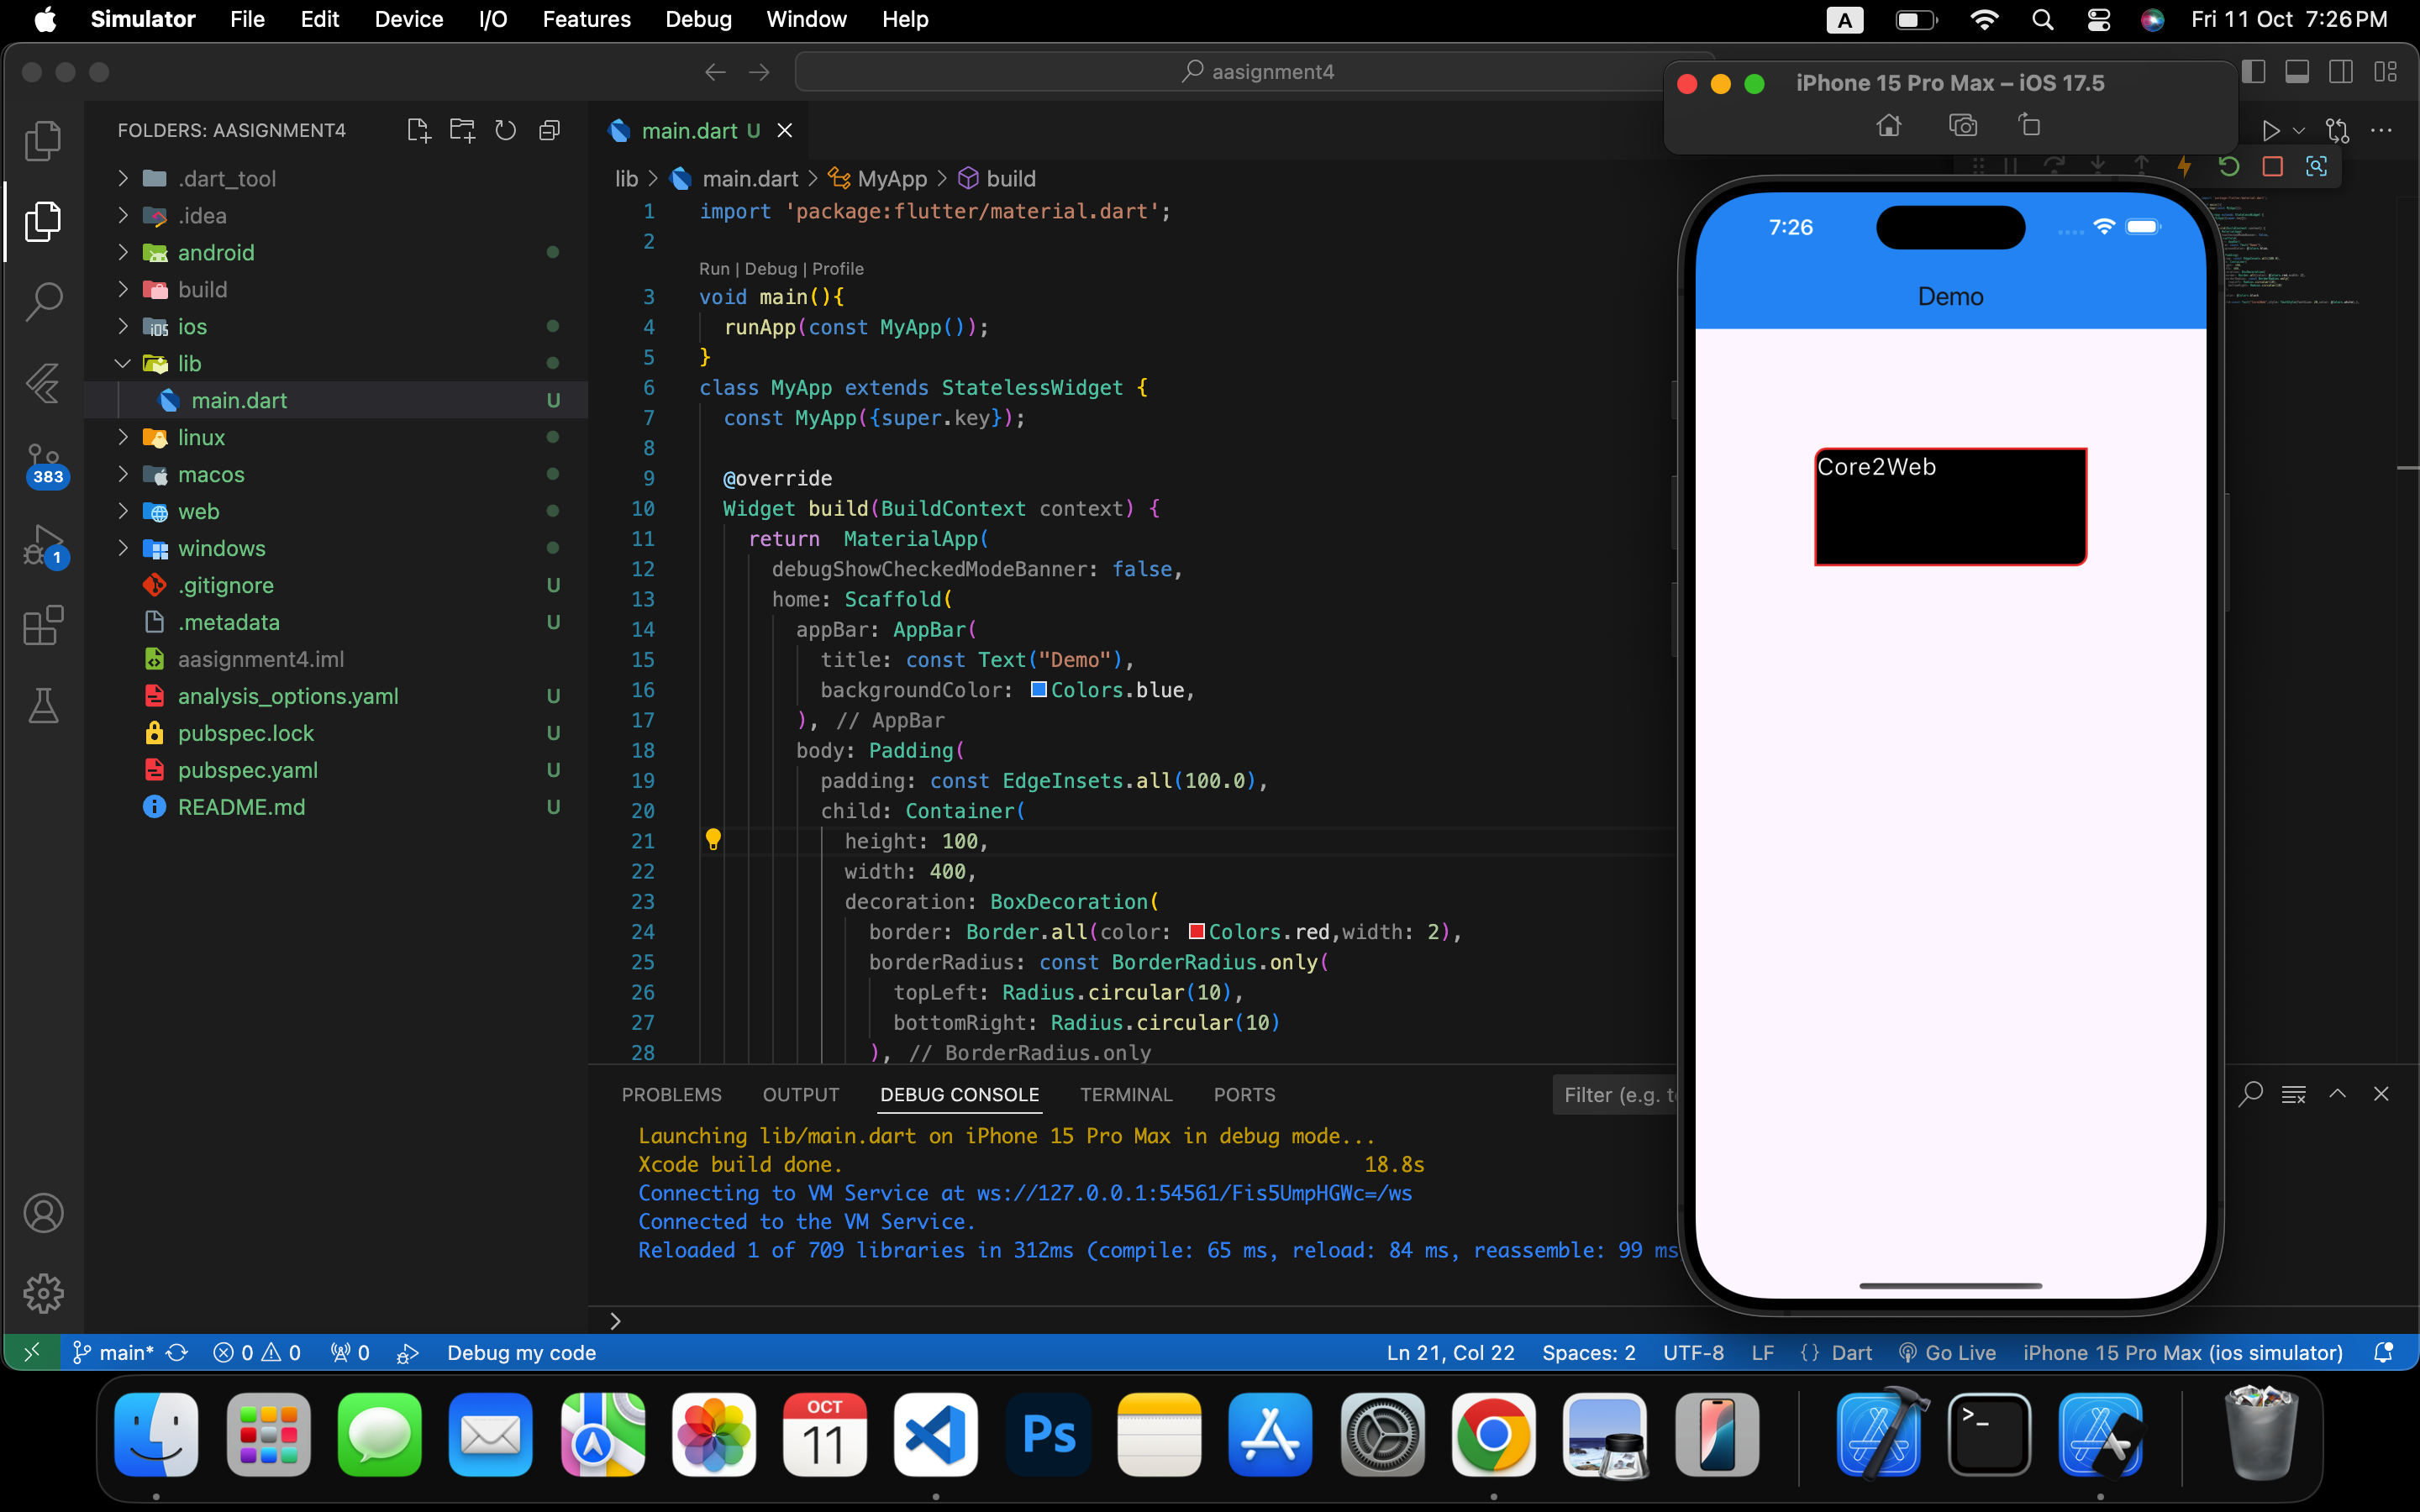 Simulator File Edit Device I/O Features Debug Window Help A Fri 11 Oct 7:26 PM
aasignment4
iPhone 15 Pro Max – iOS 17.5
FOLDERS: AASIGNMENT4
.dart_tool
.idea
android
build
ios
lib
main.dart U
linux
macos
web
windows
.gitignore U
.metadata U
aasignment4.iml
analysis_options.yaml U
pubspec.lock U
pubspec.yaml U
README.md U
383
1
main.dart U
lib > main.dart > MyApp > build
1 import 'package:flutter/material.dart';
2
Run | Debug | Profile
3 void main(){
4 runApp(const MyApp());
5 }
6 class MyApp extends StatelessWidget {
7 const MyApp({super.key});
8
9 @override
10 Widget build(BuildContext context) {
11 return  MaterialApp(
12 debugShowCheckedModeBanner: false,
13 home: Scaffold(
14 appBar: AppBar(
15 title: const Text("Demo"),
16 backgroundColor: Colors.blue,
17 ), // AppBar
18 body: Padding(
19 padding: const EdgeInsets.all(100.0),
20 child: Container(
21 height: 100,
22 width: 400,
23 decoration: BoxDecoration(
24 border: Border.all(color: Colors.red,width: 2),
25 borderRadius: const BorderRadius.only(
26 topLeft: Radius.circular(10),
27 bottomRight: Radius.circular(10)
28 ), // BorderRadius.only
7:26
Demo
Core2Web
PROBLEMS OUTPUT DEBUG CONSOLE TERMINAL PORTS Filter (e.g. t
Launching lib/main.dart on iPhone 15 Pro Max in debug mode...
Xcode build done. 18.8s
Connecting to VM Service at ws://127.0.0.1:54561/Fis5UmpHGWc=/ws
Connected to the VM Service.
Reloaded 1 of 709 libraries in 312ms (compile: 65 ms, reload: 84 ms, reassemble: 99 ms
>
main* 0 0 0 Debug my code Ln 21, Col 22 Spaces: 2 UTF-8 LF {} Dart Go Live iPhone 15 Pro Max (ios simulator)
OCT
11
Ps
>_